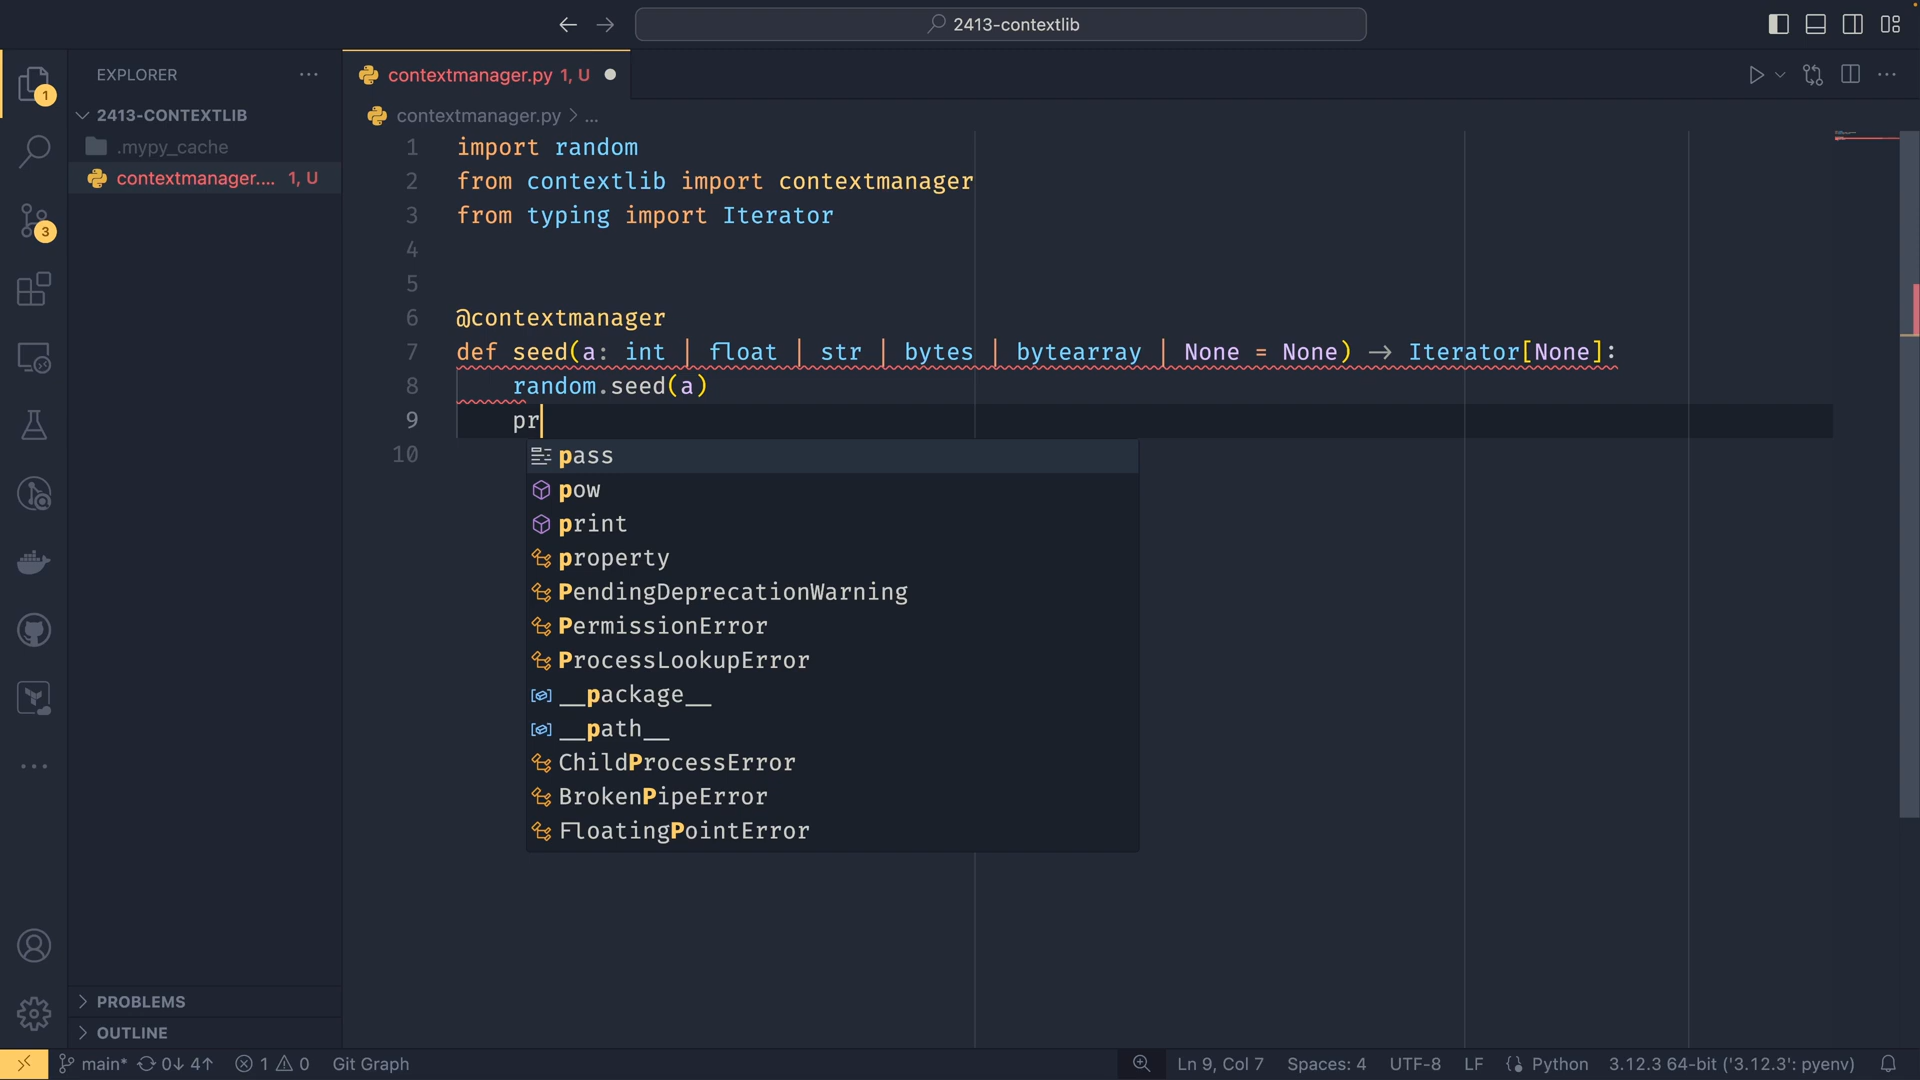 2413-contextlib
EXPLORER
contextmanager.py 1, U
2413-CONTEXTLIB
contextmanager.py > ...
.mypy_cache
contextmanager.... 1, U
1
3
1 import random
2 from contextlib import contextmanager
3 from typing import Iterator
4
5
6 @contextmanager
7 def seed(a: int | float | str | bytes | bytearray | None = None) → Iterator[None]:
8 random.seed(a)
9 pr
10
pass
pow
print
property
PendingDeprecationWarning
PermissionError
ProcessLookupError
__package__
__path__
ChildProcessError
BrokenPipeError
FloatingPointError
PROBLEMS
OUTLINE
main* 0↓ 4↑ 1 0 Git Graph Ln 9, Col 7 Spaces: 4 UTF-8 LF Python 3.12.3 64-bit ('3.12.3': pyenv)